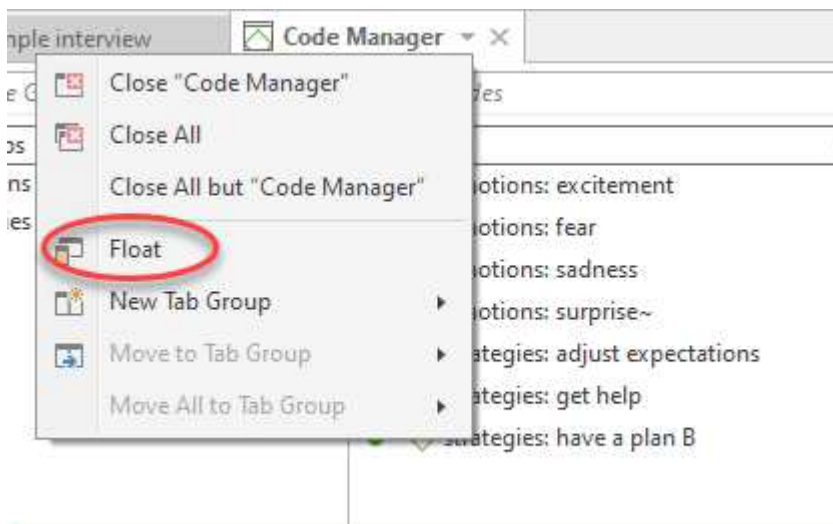 nple interview
Code Manager
Close "Code Manager"
Close All
Close All but "Code Manager"
Float
New Tab Group
Move to Tab Group
Move All to Tab Group
otions: excitement
otions: fear
otions: sadness
otions: surprise~
ategies: adjust expectations
ategies: get help
strategies: have a plan B